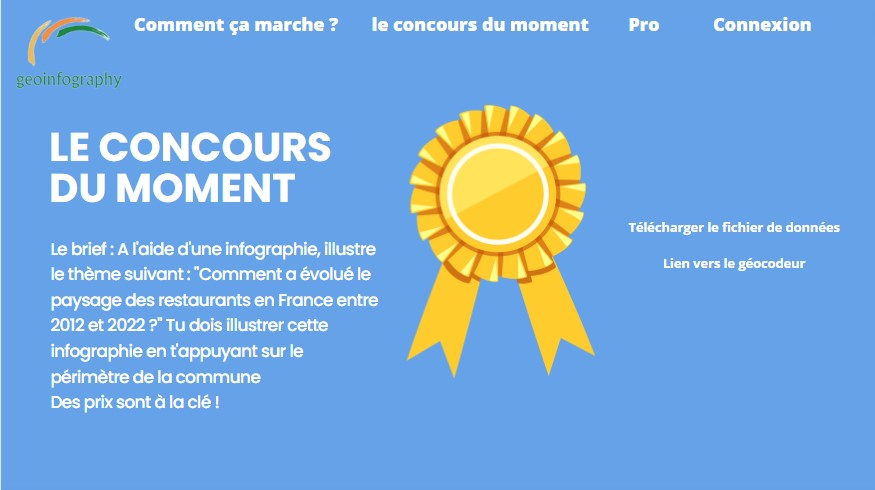 Comment ça marche ?
le concours du moment
Pro
Connexion
geoinfography
LE CONCOURS
DU MOMENT
Le brief : A l'aide d'une infographie, illustre
le thème suivant : "Comment a évolué le
paysage des restaurants en France entre
2012 et 2022 ?" Tu dois illustrer cette
infographie en t'appuyant sur le
périmètre de la commune
Des prix sont à la clé !
Télécharger le fichier de données
Lien vers le géocodeur